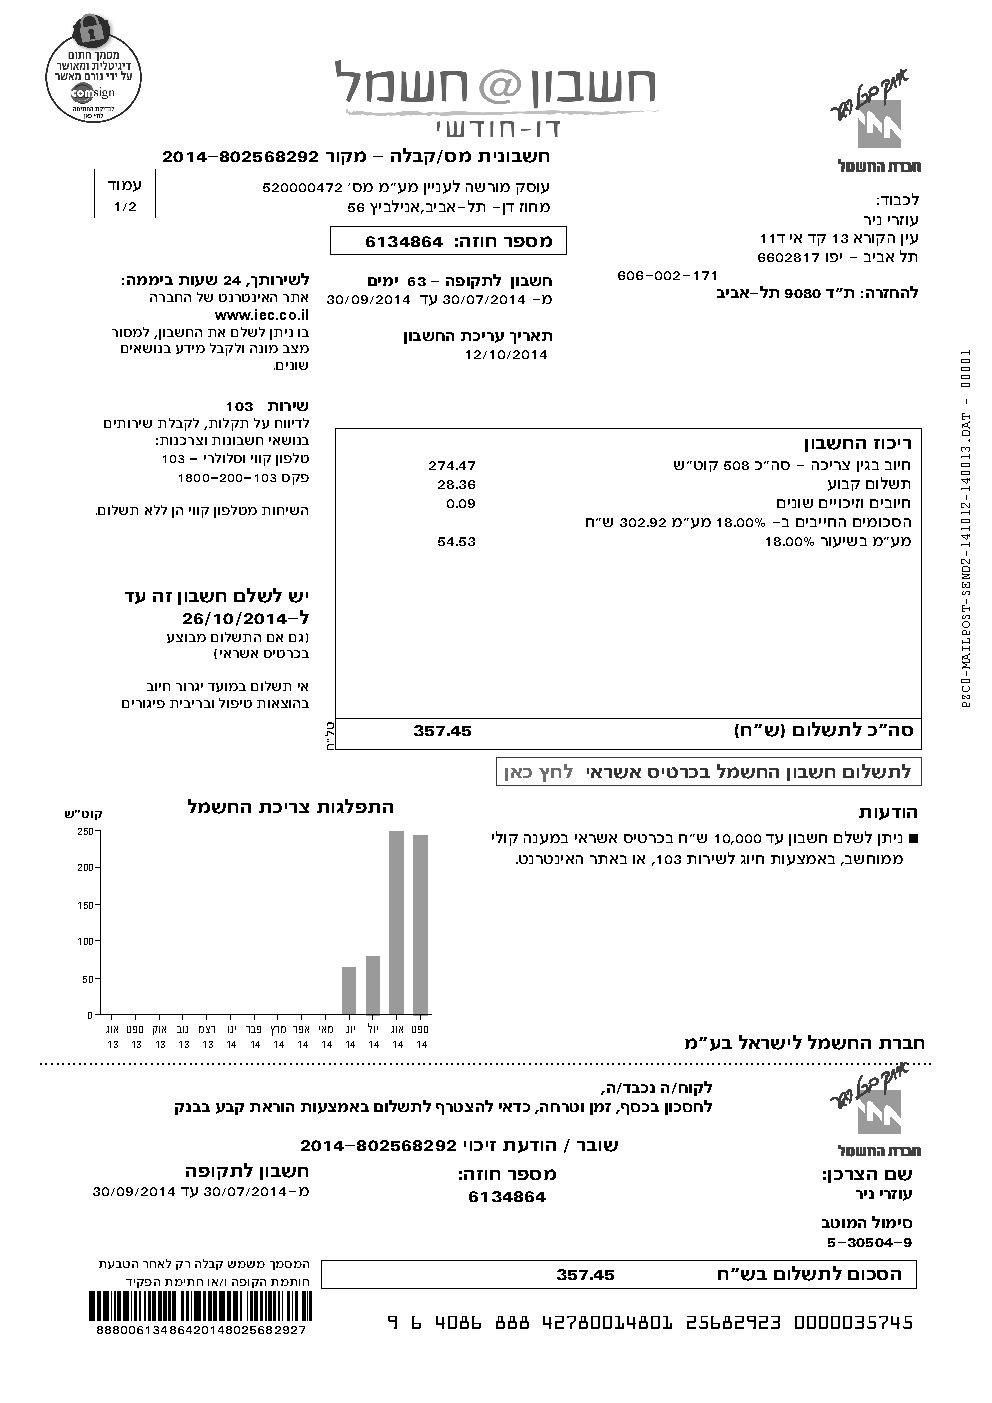 מסמך חתום
דיגיטלית ומאושר
על ידי גורם מאשר
comsign
לבדיקת החתימה
לחץ כאן
חשבון @ חשמל
דו-חודשי
חשבונית מס/קבלה - מקור 2014-802568292
עוסק מורשה לעניין מע״מ מס׳ 520000472
מחוז דן- תל-אביב,אנילביץ 56
עמוד
1/2
חברת החשמל
לכבוד:
עוזרי ניר
עין הקורא 13 קד אי ד11
תל אביב - יפו 6602817
606-002-171
להחזרה: ת״ד 9080 תל-אביב
מספר חוזה: 6134864
חשבון לתקופה - 63 ימים
מ- 30/07/2014 עד 30/09/2014
תאריך עריכת החשבון
12/10/2014
לשירותך, 24 שעות ביממה:
אתר האינטרנט של החברה
www.iec.co.il
בו ניתן לשלם את החשבון, למסור
מצב מונה ולקבל מידע בנושאים
שונים.
שירות 103
לדיווח על תקלות, לקבלת שירותים
בנושאי חשבונות וצרכנות:
טלפון קווי וסלולרי - 103
פקס 1800-200-103
השיחות מטלפון קווי הן ללא תשלום.
יש לשלם חשבון זה עד
ל-26/10/2014
(גם אם התשלום מבוצע
בכרטיס אשראי)
אי תשלום במועד יגרור חיוב
בהוצאות טיפול ובריבית פיגורים
ריכוז החשבון
חיוב בגין צריכה - סה״כ 508 קוט״ש 274.47
תשלום קבוע 28.36
חיובים וזיכויים שונים 0.09
הסכומים החייבים ב- 18.00% מע״מ 302.92 ש״ח
מע״מ בשיעור 18.00% 54.53
סה״כ לתשלום (ש״ח) 357.45
טל״ח
PSCD-MAILPOST-SEND2-141012-140013.DAT - 00001
לתשלום חשבון החשמל בכרטיס אשראי לחץ כאן
הודעות
■ ניתן לשלם חשבון עד 10,000 ש״ח בכרטיס אשראי במענה קולי
ממוחשב, באמצעות חיוג לשירות 103, או באתר האינטרנט.
התפלגות צריכת החשמל
קוט״ש
250
200
150
100
50
0
אוג ספט אוק נוב דצמ ינו פבר מרץ אפר מאי יונ יול אוג ספט
13 13 13 13 13 14 14 14 14 14 14 14 14 14
חברת החשמל לישראל בע״מ
לקוח/ה נכבד/ה,
לחסכון בכסף, זמן וטרחה, כדאי להצטרף לתשלום באמצעות הוראת קבע בבנק
חברת החשמל
שובר / הודעת זיכוי 2014-802568292
שם הצרכן:
עוזרי ניר
מספר חוזה:
6134864
חשבון לתקופה
מ-30/07/2014 עד 30/09/2014
סימול המוטב
5-30504-9
הסכום לתשלום בש״ח 357.45
המסמך משמש קבלה רק לאחר הטבעת
חותמת הקופה ו/או חתימת הפקיד
888006134864201480256829​27
9 6 4086 888 42780014801 25682923 0000035745